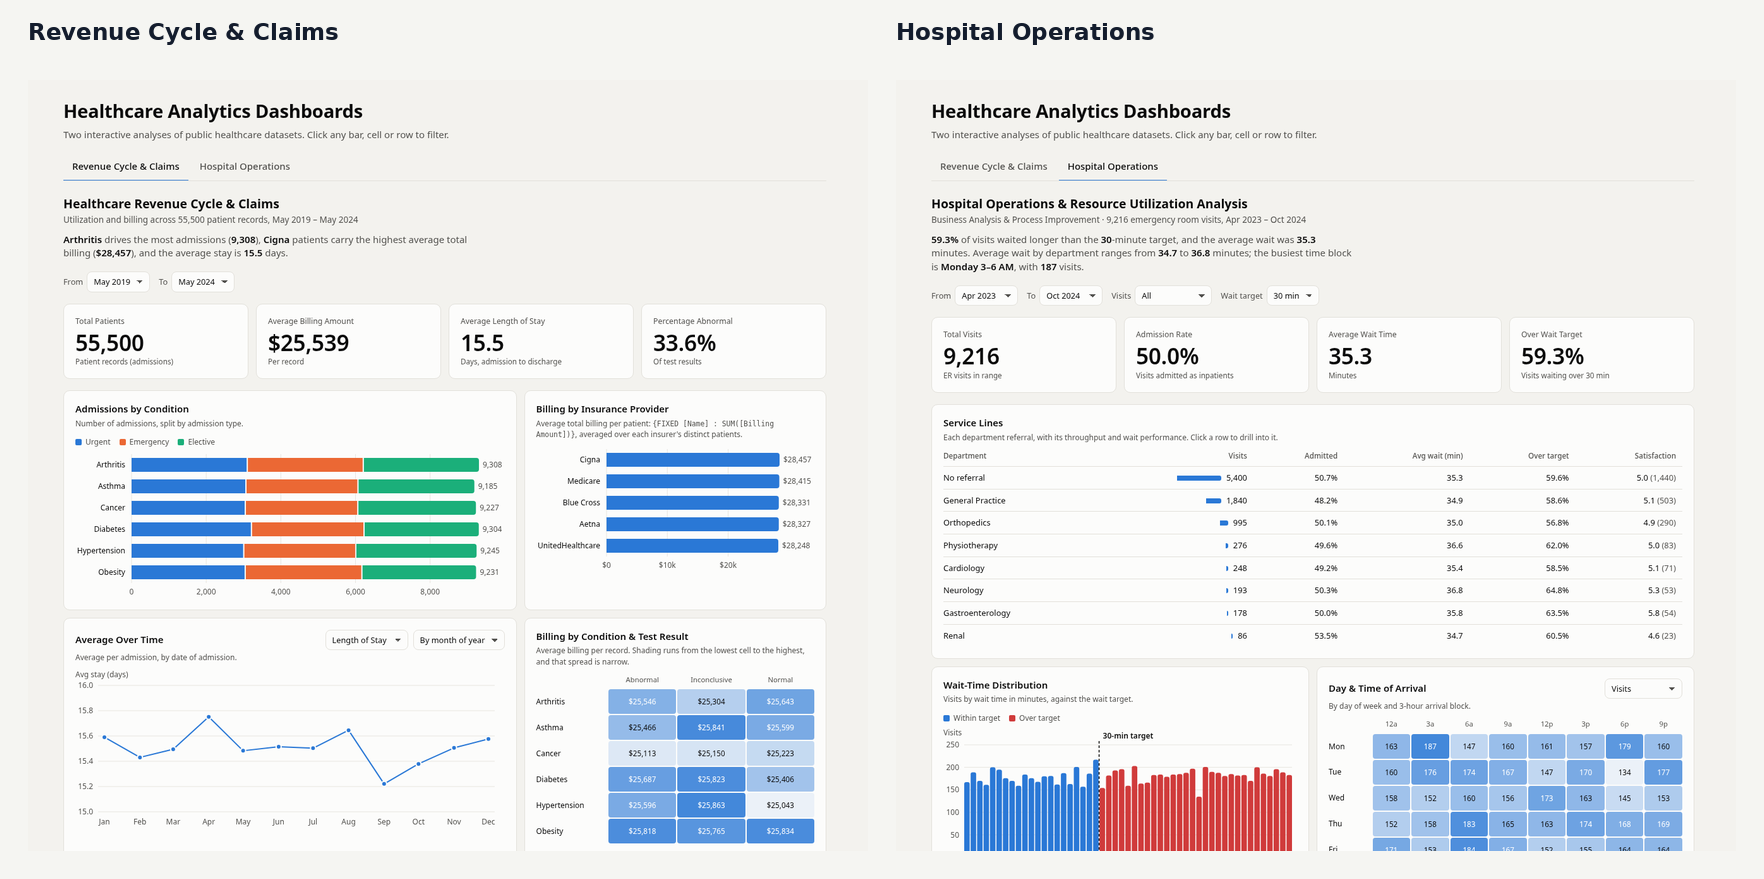 Revenue Cycle & Claims
Healthcare Analytics Dashboards
Two interactive analyses of public healthcare datasets. Click any bar, cell or row to filter.
Revenue Cycle & Claims
Hospital Operations
Healthcare Revenue Cycle & Claims
Utilization and billing across 55,500 patient records, May 2019 – May 2024
Arthritis drives the most admissions (9,308), Cigna patients carry the highest average total
billing ($28,457), and the average stay is 15.5 days.
From May 2019 To May 2024
Total Patients
55,500
Patient records (admissions)
Average Billing Amount
$25,539
Per record
Average Length of Stay
15.5
Days, admission to discharge
Percentage Abnormal
33.6%
Of test results
Admissions by Condition
Number of admissions, split by admission type.
Urgent Emergency Elective
Arthritis 9,308
Asthma 9,185
Cancer 9,227
Diabetes 9,304
Hypertension 9,245
Obesity 9,231
0 2,000 4,000 6,000 8,000
Billing by Insurance Provider
Average total billing per patient: {FIXED [Name] : SUM([Billing
Amount])}, averaged over each insurer's distinct patients.
Cigna $28,457
Medicare $28,415
Blue Cross $28,331
Aetna $28,327
UnitedHealthcare $28,248
$0 $10k $20k
Average Over Time
Length of Stay
By month of year
Average per admission, by date of admission.
Avg stay (days)
16.0
15.8
15.6
15.4
15.2
15.0
Jan Feb Mar Apr May Jun Jul Aug Sep Oct Nov Dec
Billing by Condition & Test Result
Average billing per record. Shading runs from the lowest cell to the highest,
and that spread is narrow.
Abnormal Inconclusive Normal
Arthritis $25,546 $25,304 $25,643
Asthma $25,466 $25,841 $25,599
Cancer $25,113 $25,150 $25,223
Diabetes $25,687 $25,823 $25,406
Hypertension $25,596 $25,863 $25,043
Obesity $25,818 $25,765 $25,834
Hospital Operations
Healthcare Analytics Dashboards
Two interactive analyses of public healthcare datasets. Click any bar, cell or row to filter.
Revenue Cycle & Claims
Hospital Operations
Hospital Operations & Resource Utilization Analysis
Business Analysis & Process Improvement · 9,216 emergency room visits, Apr 2023 – Oct 2024
59.3% of visits waited longer than the 30-minute target, and the average wait was 35.3
minutes. Average wait by department ranges from 34.7 to 36.8 minutes; the busiest time block
is Monday 3–6 AM, with 187 visits.
From Apr 2023 To Oct 2024 Visits All Wait target 30 min
Total Visits
9,216
ER visits in range
Admission Rate
50.0%
Visits admitted as inpatients
Average Wait Time
35.3
Minutes
Over Wait Target
59.3%
Visits waiting over 30 min
Service Lines
Each department referral, with its throughput and wait performance. Click a row to drill into it.
Department Visits Admitted Avg wait (min) Over target Satisfaction
No referral 5,400 50.7% 35.3 59.6% 5.0 (1,440)
General Practice 1,840 48.2% 34.9 58.6% 5.1 (503)
Orthopedics 995 50.1% 35.0 56.8% 4.9 (290)
Physiotherapy 276 49.6% 36.6 62.0% 5.0 (83)
Cardiology 248 49.2% 35.4 58.5% 5.1 (71)
Neurology 193 50.3% 36.8 64.8% 5.3 (53)
Gastroenterology 178 50.0% 35.8 63.5% 5.8 (54)
Renal 86 53.5% 34.7 60.5% 4.6 (23)
Wait-Time Distribution
Visits by wait time in minutes, against the wait target.
Within target Over target
Visits
30-min target
250
200
150
100
50
Day & Time of Arrival
Visits
By day of week and 3-hour arrival block.
12a 3a 6a 9a 12p 3p 6p 9p
Mon 163 187 147 160 161 157 179 160
Tue 160 176 174 167 147 170 134 177
Wed 158 152 160 156 173 163 145 153
Thu 152 158 183 165 163 174 168 169
Fri 171 153 184 167 152 155 164 164